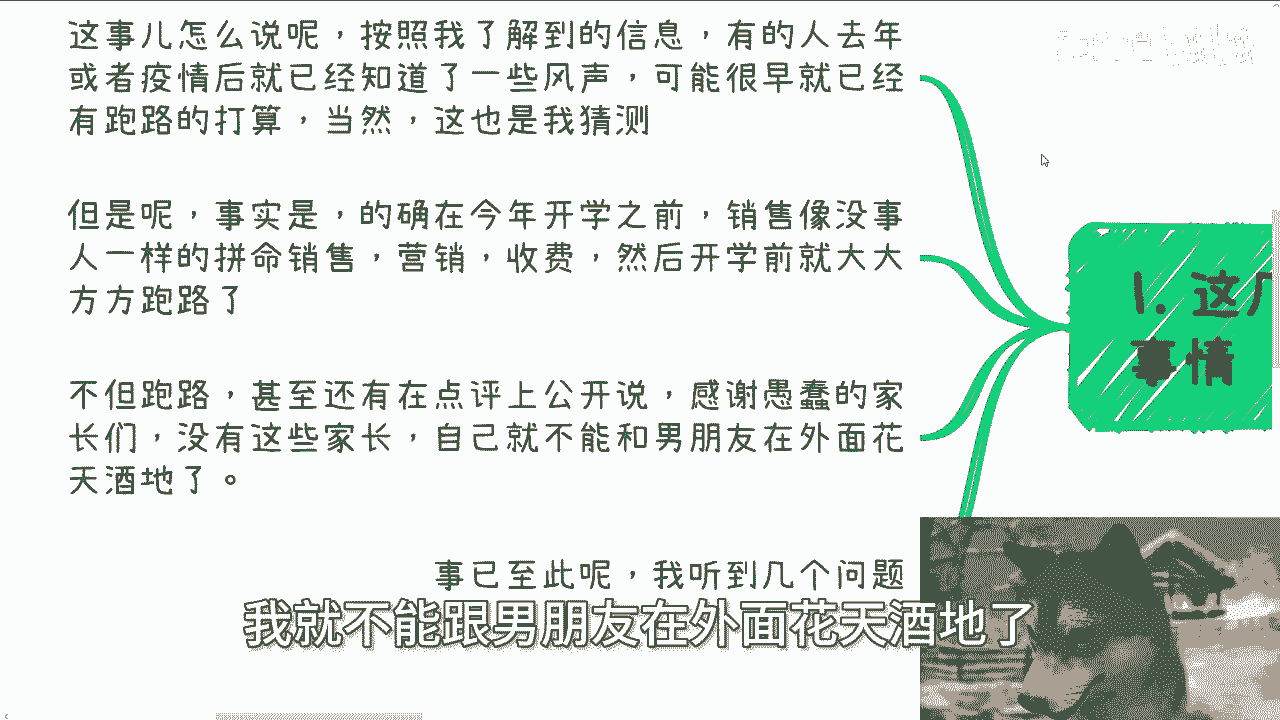 这事儿怎么说呢，按照我了解到的信息，有的人去年
或者疫情后就已经知道了一些风声，可能很早就已经
有跑路的打算，当然，这也是我猜测
但是呢，事实是，的确在今年开学之前，销售像没事
人一样的拼命销售，营销，收费，然后开学前就大大
方方跑路了
不但跑路，甚至还有在点评上公开说，感谢愚蠢的家
长们，没有这些家长，自己就不能和男朋友在外面花
天酒地了。
事已至此呢，我听到几个问题
1. 这
事情
我就不能跟男朋友在外面花天酒地了